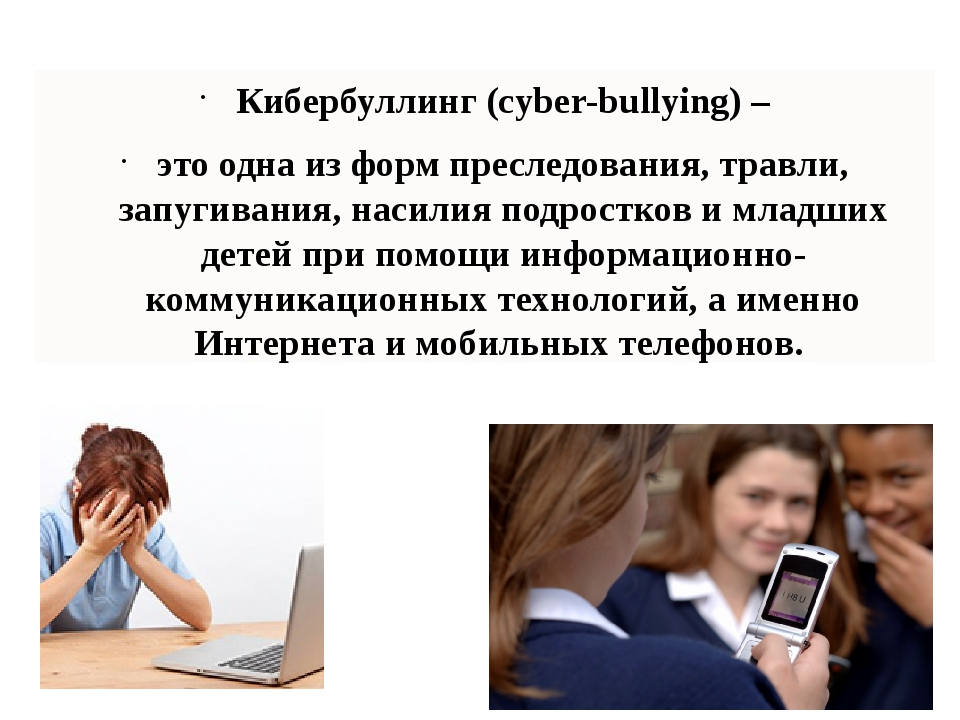 • Кибербуллинг (cyber-bullying) –
• это одна из форм преследования, травли,
запугивания, насилия подростков и младших
детей при помощи информационно-
коммуникационных технологий, а именно
Интернета и мобильных телефонов.
I H8 U